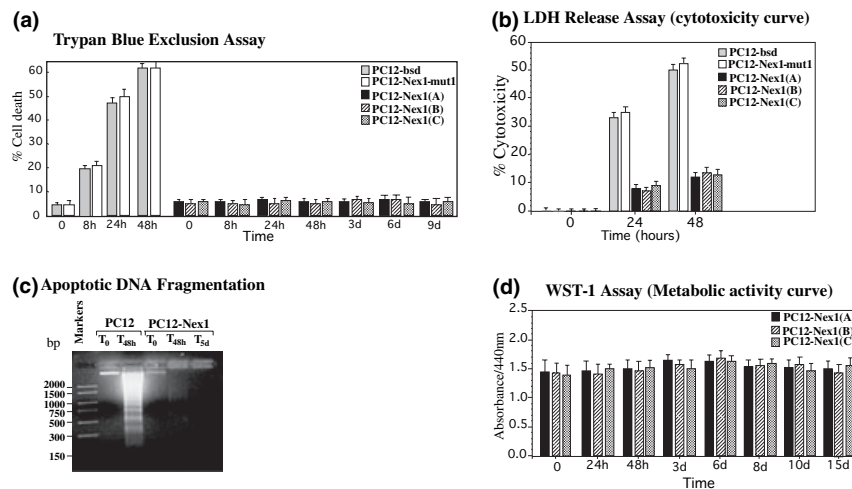 (a)
Trypan Blue Exclusion Assay
% Cell death
60
50
40
30
20
10
0
PC12-bsd
PC12-Nex1-mut1
PC12-Nex1(A)
PC12-Nex1(B)
PC12-Nex1(C)
0 8h 24h 48h 0 8h 24h 48h 3d 6d 9d
Time
(b)
LDH Release Assay (cytotoxicity curve)
% Cytotoxicity
60
50
40
30
20
10
0
PC12-bsd
PC12-Nex1-mut1
PC12-Nex1(A)
PC12-Nex1(B)
PC12-Nex1(C)
0 24 48
Time (hours)
(c) Apoptotic DNA Fragmentation
Markers
PC12 PC12-Nex1
bp T0 T48h T0 T48h T5d
2000
1500
1000
750
500
300
150
(d)
WST-1 Assay (Metabolic activity curve)
Absorbance/440nm
2.5
2.0
1.5
1.0
0.5
0.0
PC12-Nex1(A
PC12-Nex1(B
PC12-Nex1(C
0 24h 48h 3d 6d 8d 10d 15d
Time